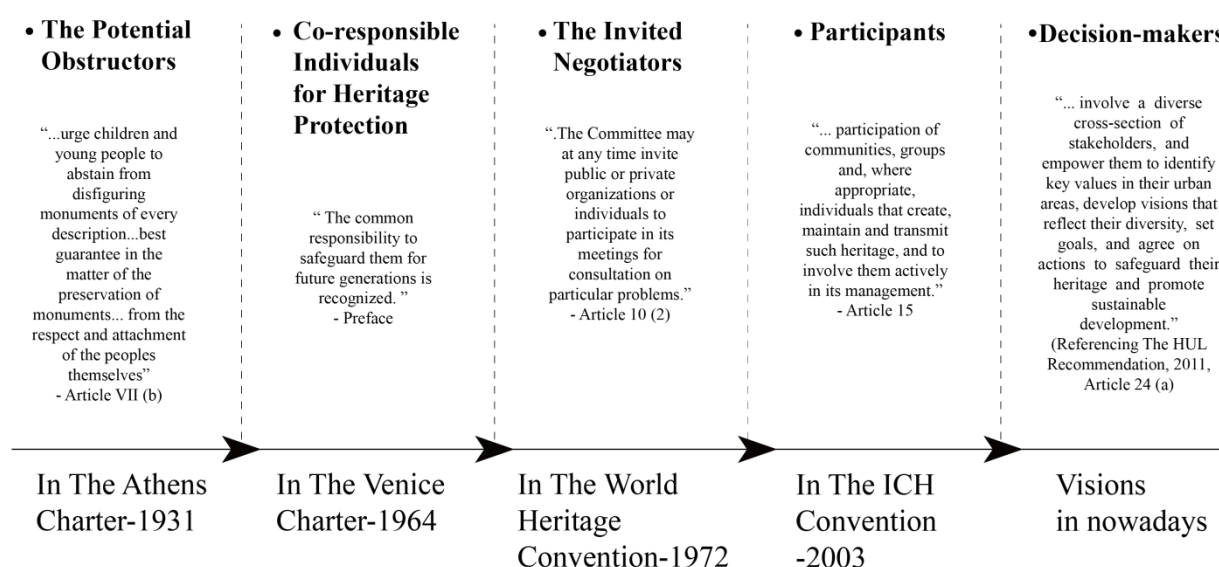 • The Potential
Obstructors
“...urge children and
young people to
abstain from
disfiguring
monuments of every
description...best
guarantee in the
matter of the
preservation of
monuments... from the
respect and attachment
of the peoples
themselves”
- Article VII (b)
In The Athens
Charter-1931
• Co-responsible
Individuals
for Heritage
Protection
“ The common
responsibility to
safeguard them for
future generations is
recognized. ”
- Preface
In The Venice
Charter-1964
• The Invited
Negotiators
“.The Committee may
at any time invite
public or private
organizations or
individuals to
participate in its
meetings for
consultation on
particular problems.”
- Article 10 (2)
In The World
Heritage
Convention-1972
• Participants
“... participation of
communities, groups
and, where
appropriate,
individuals that create,
maintain and transmit
such heritage, and to
involve them actively
in its management.”
- Article 15
In The ICH
Convention
-2003
•Decision-makers
“... involve a diverse
cross-section of
stakeholders, and
empower them to identify
key values in their urban
areas, develop visions that
reflect their diversity, set
goals, and agree on
actions to safeguard their
heritage and promote
sustainable
development.”
(Referencing The HUL
Recommendation, 2011,
Article 24 (a)
Visions
in nowadays